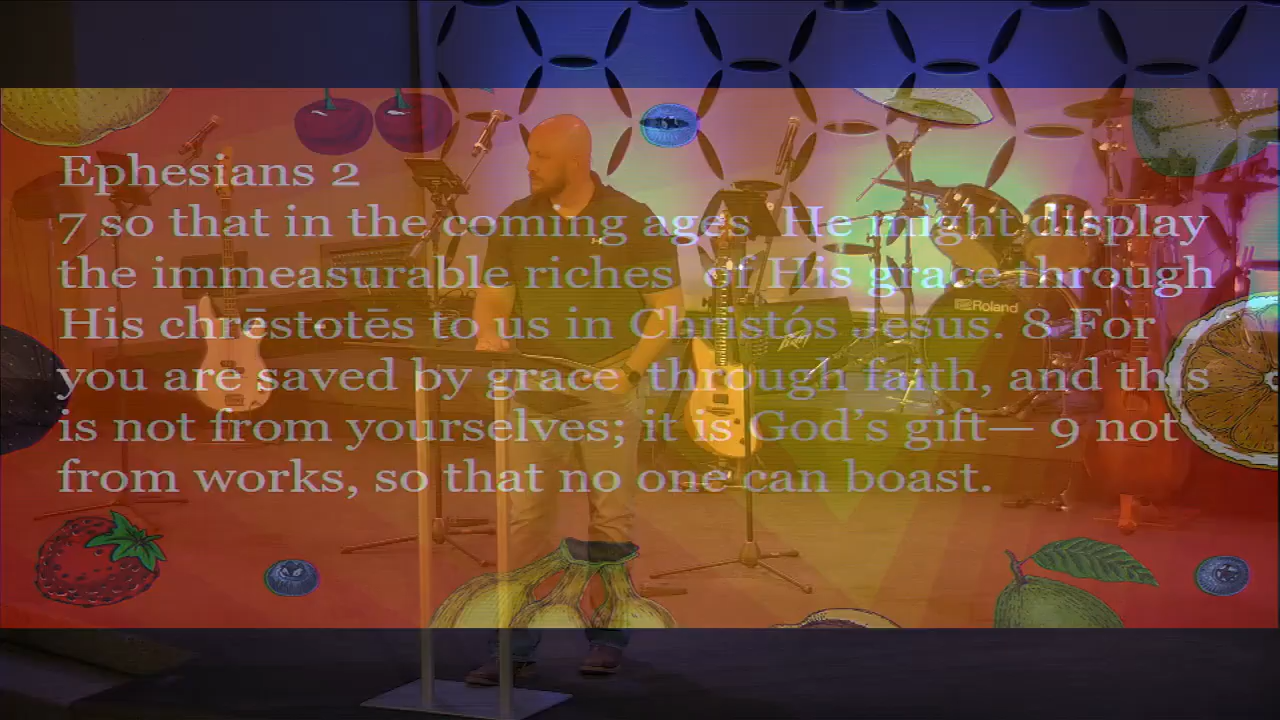 Ephesians 2
7 so that in the coming ages He might display
the immeasurable riches of His grace through
His chrēstotēs to us in Christós Jesus. 8 For
you are saved by grace through faith, and this
is not from yourselves; it is God's gift— 9 not
from works, so that no one can boast.
Roland
PEAVEY